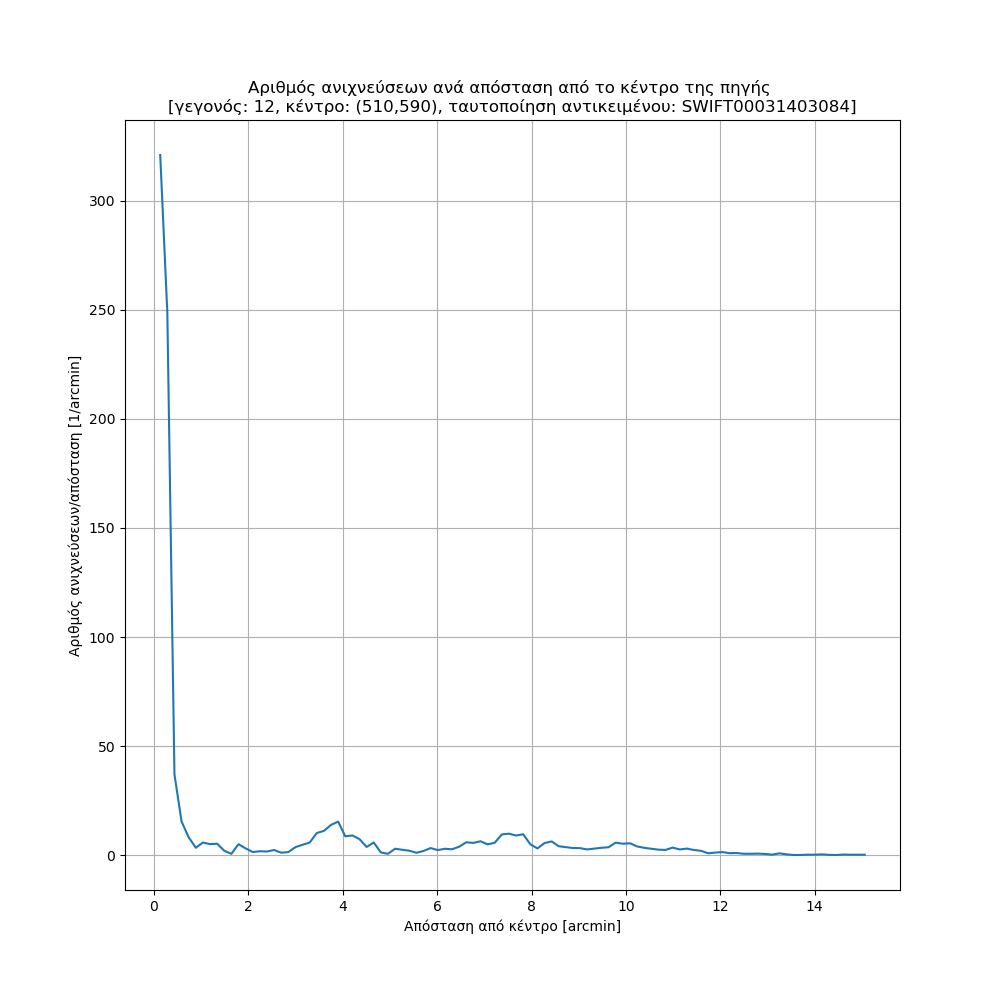 Αριθμός ανιχνεύσεων ανά απόσταση από το κέντρο της πηγής
[γεγονός: 12, κέντρο: (510,590), ταυτοποίηση αντικειμένου: SWIFT00031403084]
Αριθμός ανιχνεύσεων/απόσταση [1/arcmin]
300
250
200
150
100
50
0
0 2 4 6 8 10 12 14
Απόσταση από κέντρο [arcmin]